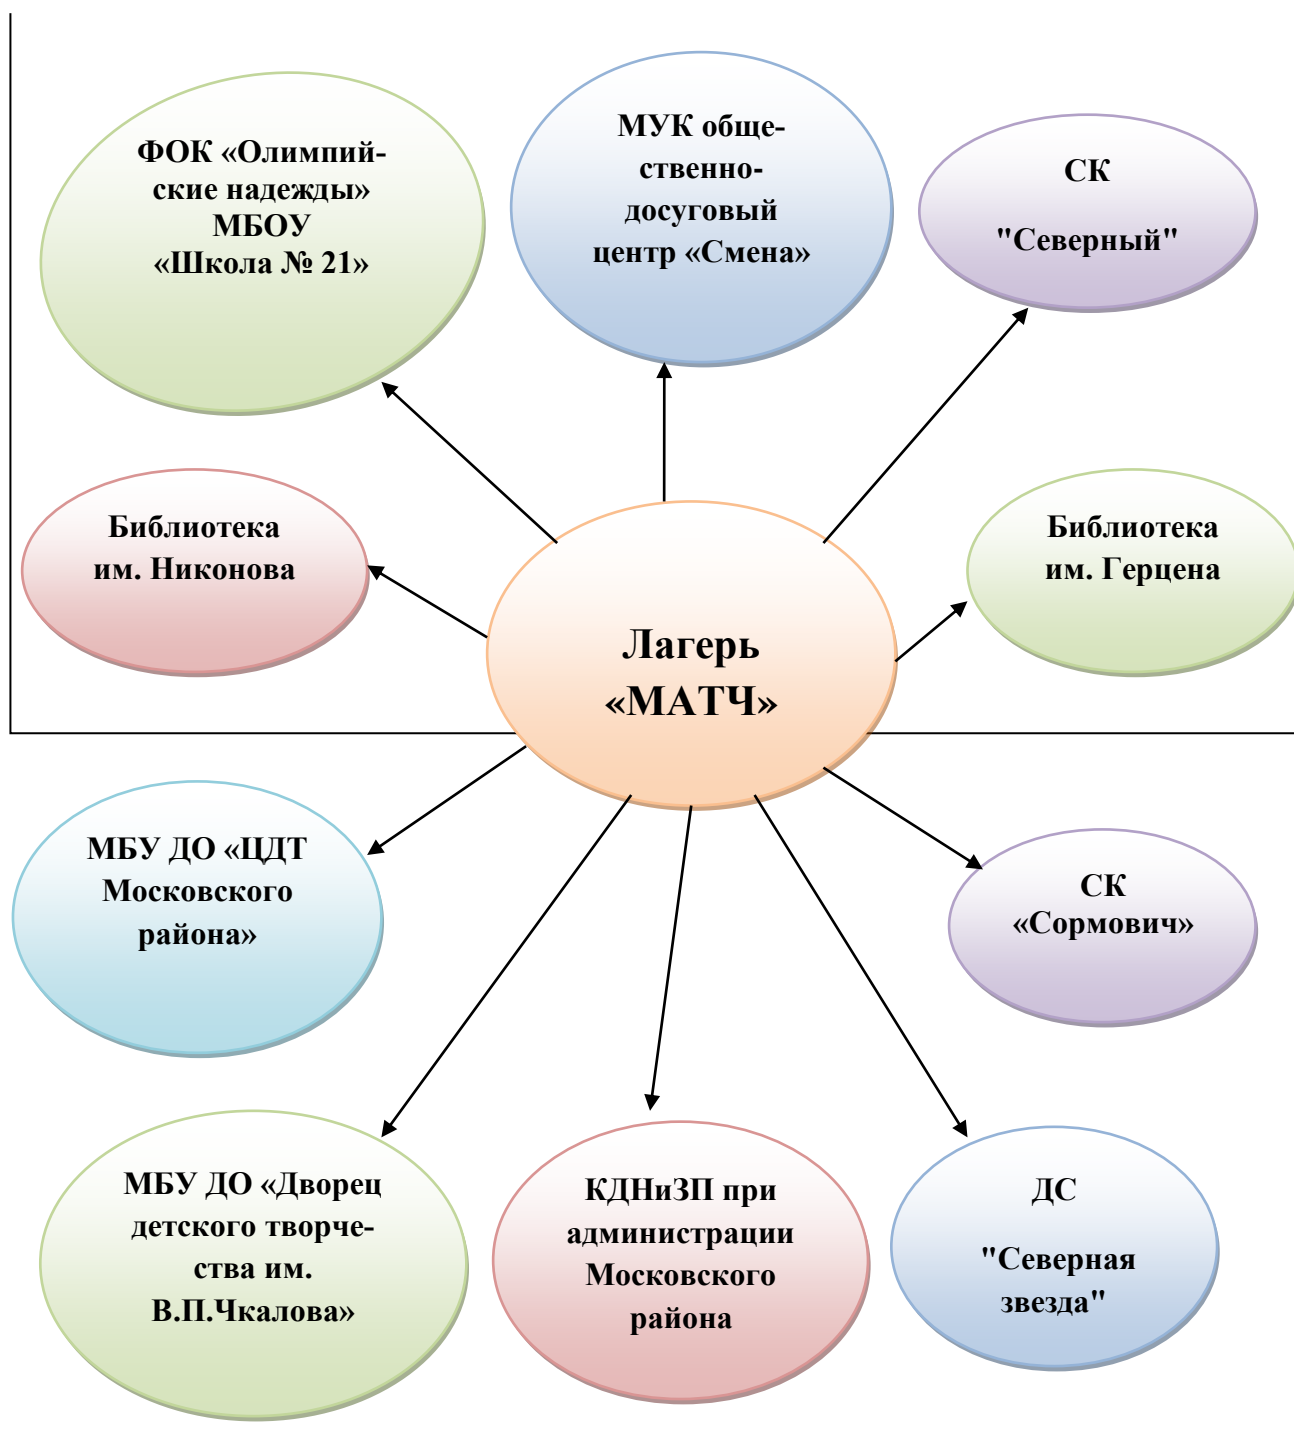 ФОК «Олимпий-
ские надежды»
МБОУ
«Школа № 21»
МУК обще-
ственно-
досуговый
центр «Смена»
СК
"Северный"
Библиотека
им. Никонова
Лагерь
«МАТЧ»
Библиотека
им. Герцена
МБУ ДО «ЦДТ
Московского
района»
СК
«Сормович»
МБУ ДО «Дворец
детского творче-
ства им.
В.П.Чкалова»
КДНиЗП при
администрации
Московского
района
ДС
"Северная
звезда"